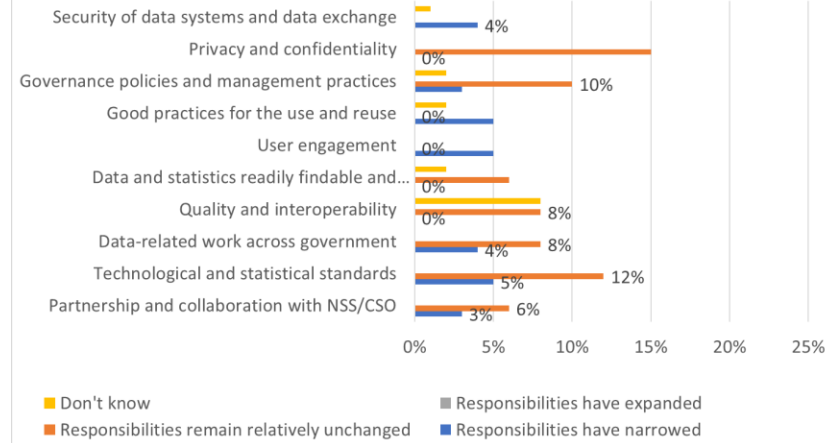 Security of data systems and data exchange
4%
Privacy and confidentiality
0%
Governance policies and management practices
10%
Good practices for the use and reuse
0%
User engagement
0%
Data and statistics readily findable and...
0%
Quality and interoperability
8%
0%
Data-related work across government
8%
4%
Technological and statistical standards
12%
5%
Partnership and collaboration with NSS/CSO
6%
3%
0% 5% 10% 15% 20% 25%
Don't know
Responsibilities have expanded
Responsibilities remain relatively unchanged
Responsibilities have narrowed